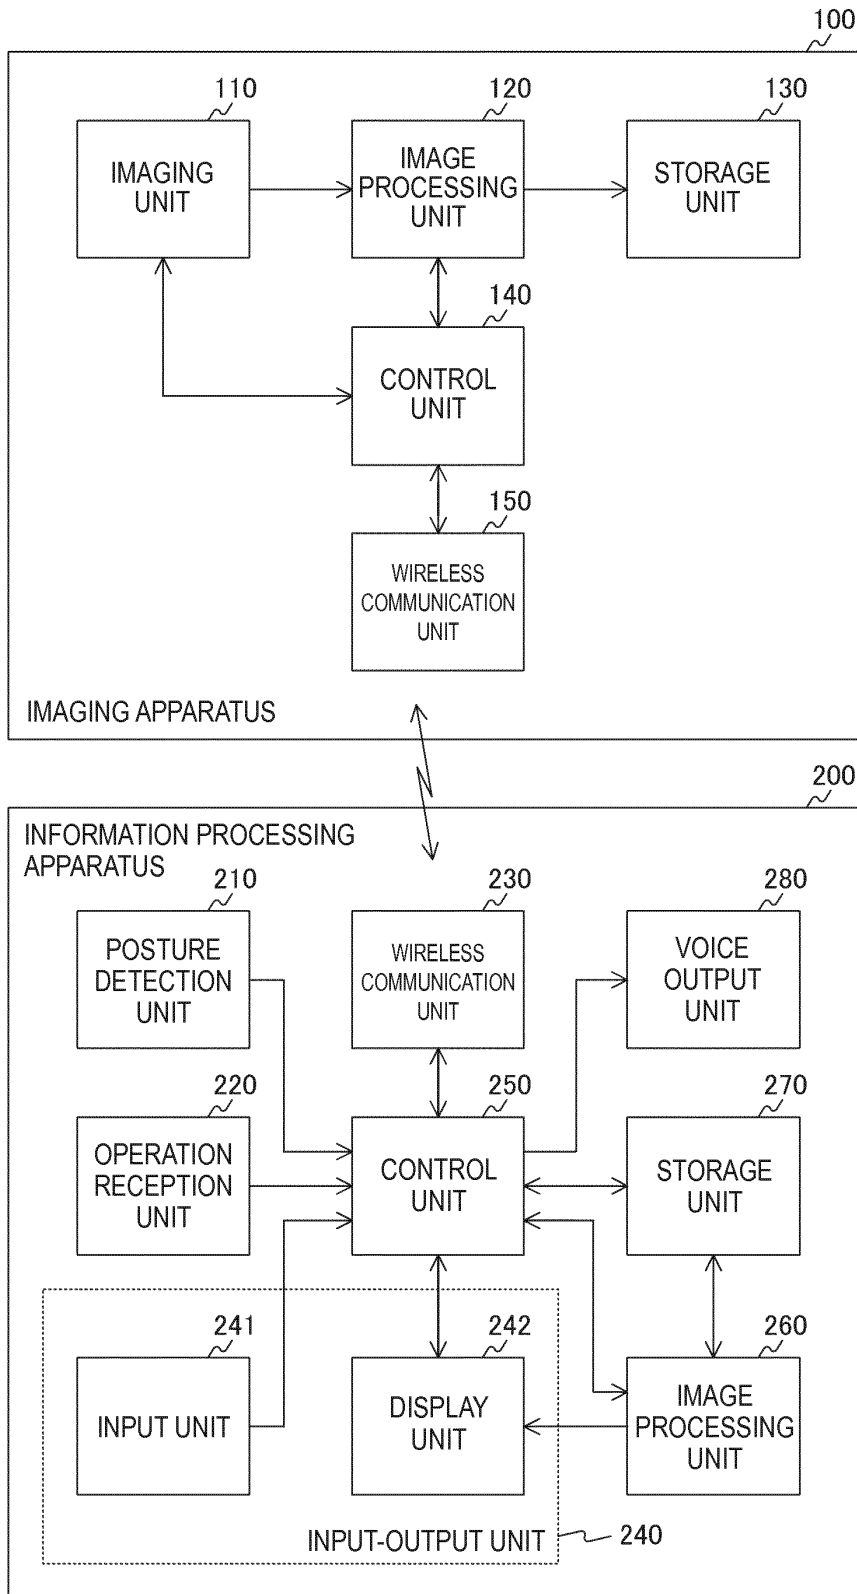 100
110
120
130
IMAGING
UNIT
IMAGE
PROCESSING
UNIT
STORAGE
UNIT
140
CONTROL
UNIT
150
WIRELESS
COMMUNICATION
UNIT
IMAGING APPARATUS
200
INFORMATION PROCESSING
APPARATUS
210
230
280
POSTURE
DETECTION
UNIT
WIRELESS
COMMUNICATION
UNIT
VOICE
OUTPUT
UNIT
220
250
270
OPERATION
RECEPTION
UNIT
CONTROL
UNIT
STORAGE
UNIT
241
242
260
INPUT UNIT
DISPLAY
UNIT
IMAGE
PROCESSING
UNIT
INPUT-OUTPUT UNIT
240